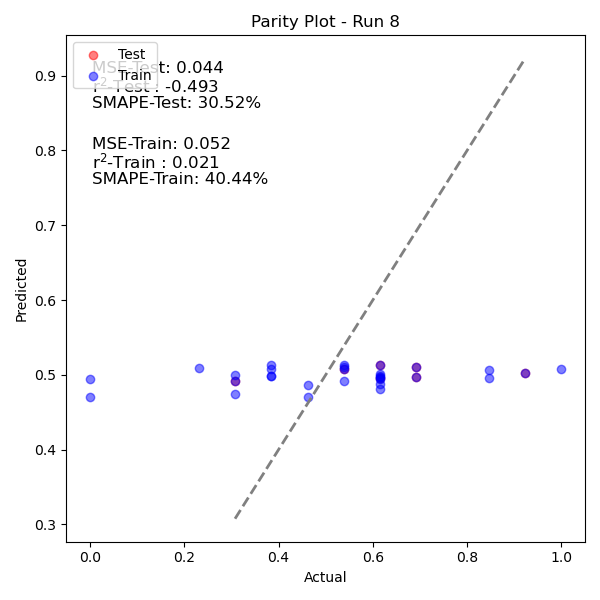 Parity Plot - Run 8
Test
Train
MSE-Test: 0.044
r²-Test : -0.493
SMAPE-Test: 30.52%
MSE-Train: 0.052
r²-Train : 0.021
SMAPE-Train: 40.44%
0.9
0.8
0.7
0.6
0.5
0.4
0.3
Predicted
0.0
0.2
0.4
0.6
0.8
1.0
Actual